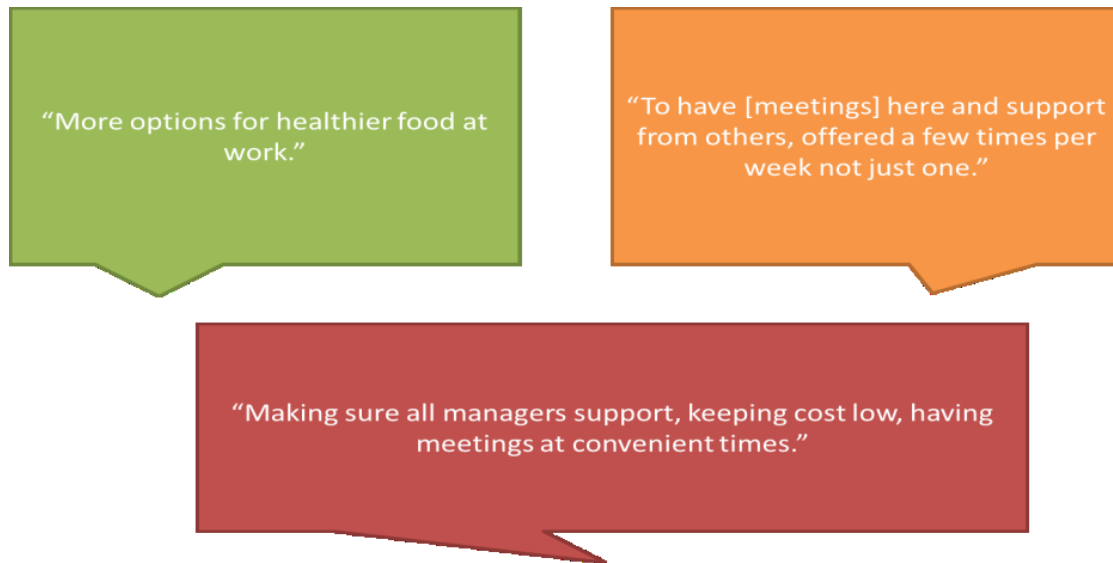 “More options for healthier food at
work.”
“To have [meetings] here and support
from others, offered a few times per
week not just one.”
“Making sure all managers support, keeping cost low, having
meetings at convenient times.”